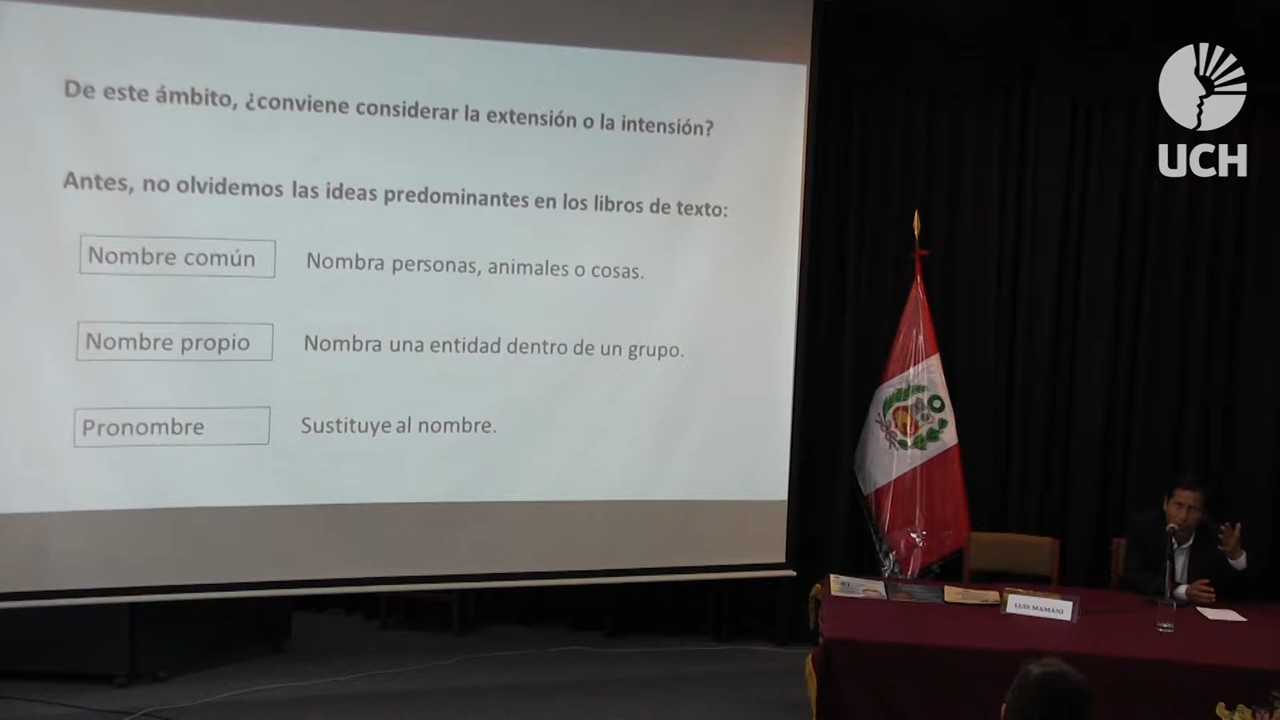 De este ámbito, ¿conviene considerar la extensión o la intensión?
Antes, no olvidemos las ideas predominantes en los libros de texto:
Nombre común Nombra personas, animales o cosas.
Nombre propio Nombra una entidad dentro de un grupo.
Pronombre Sustituye al nombre.
UCH
LUIS MAMANI